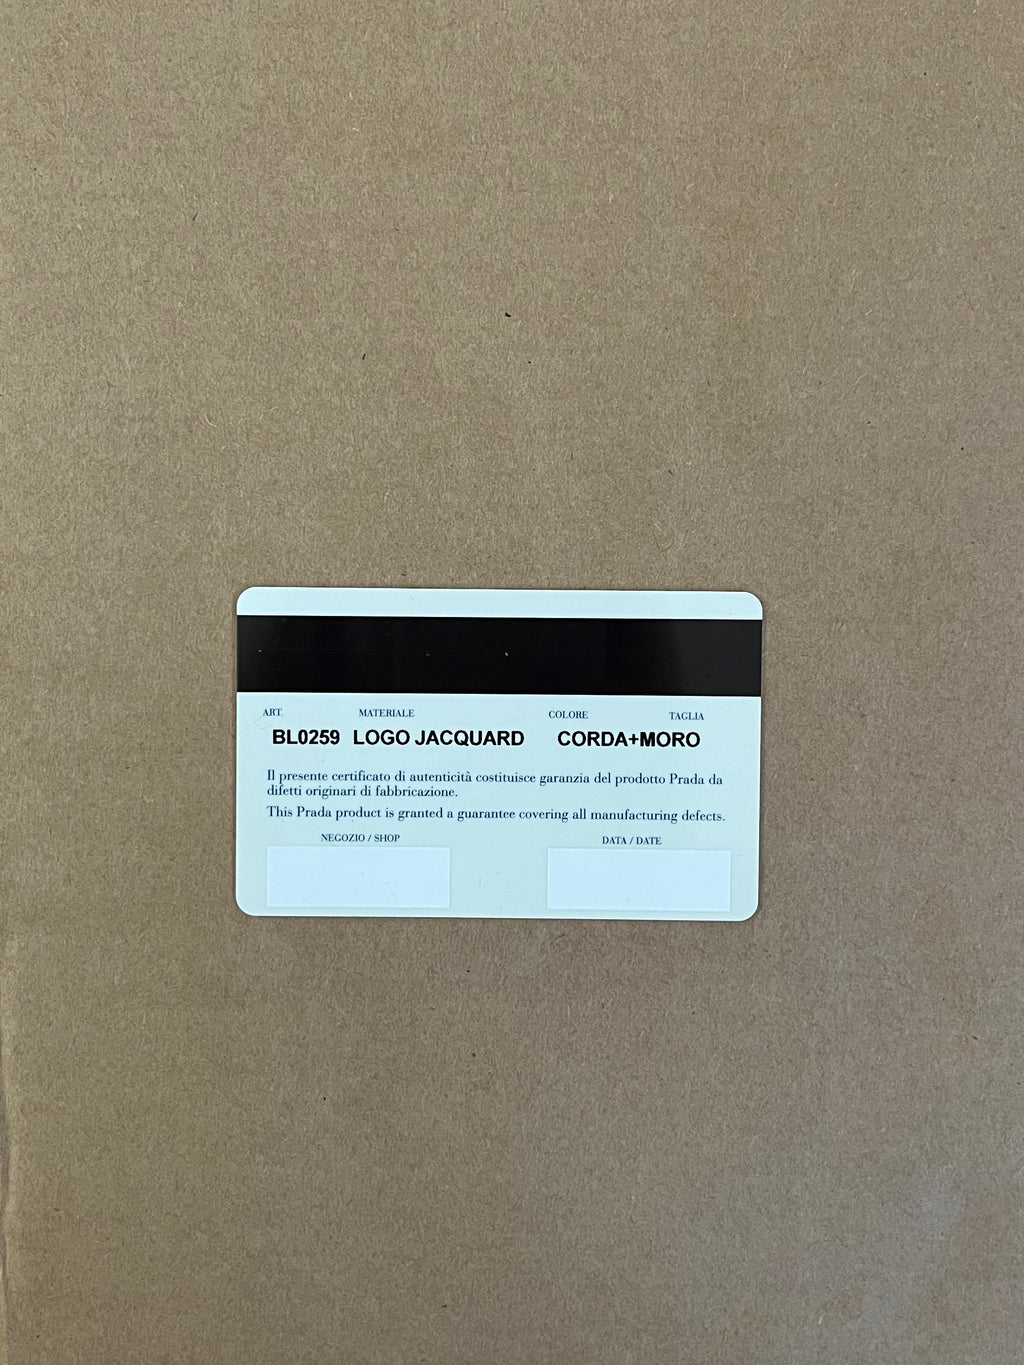 ART. MATERIALE COLORE TAGLIA
BL0259 LOGO JACQUARD CORDA+MORO
Il presente certificato di autenticità costituisce garanzia del prodotto Prada da
difetti originari di fabbricazione.
This Prada product is granted a guarantee covering all manufacturing defects.
NEGOZIO / SHOP DATA / DATE